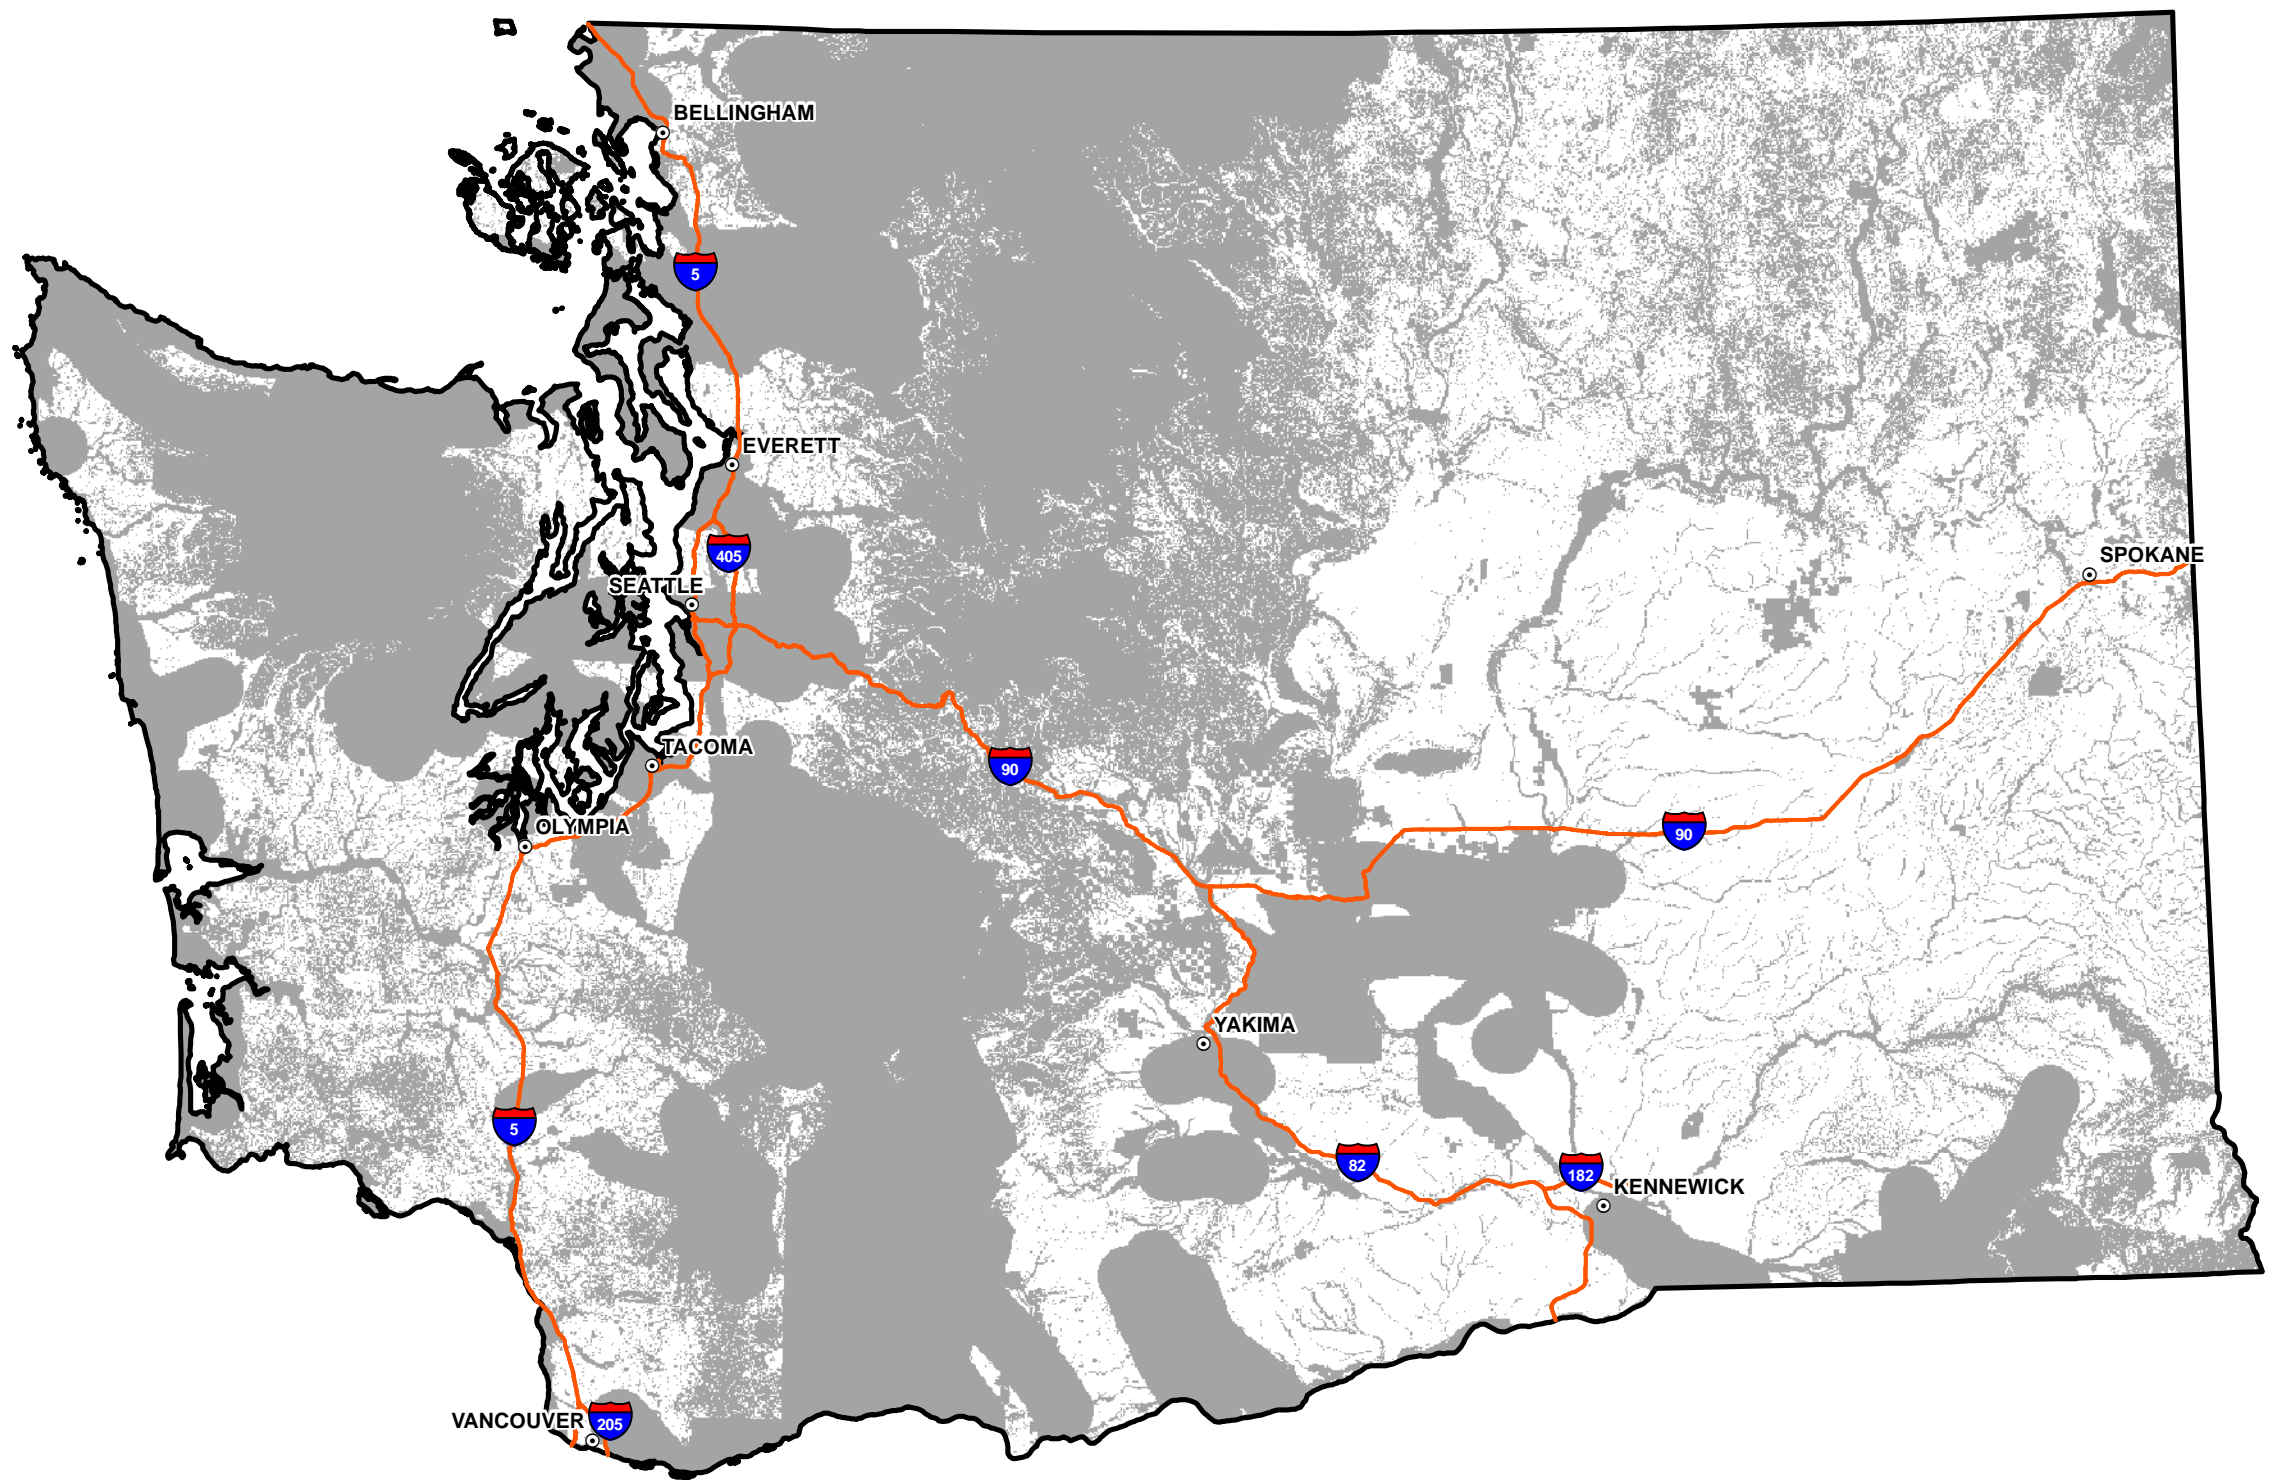 BELLINGHAM
5
EVERETT
405
SPOKANE
SEATTLE
TACOMA
90
OLYMPIA
90
YAKIMA
5
82
182
KENNEWICK
VANCOUVER
205